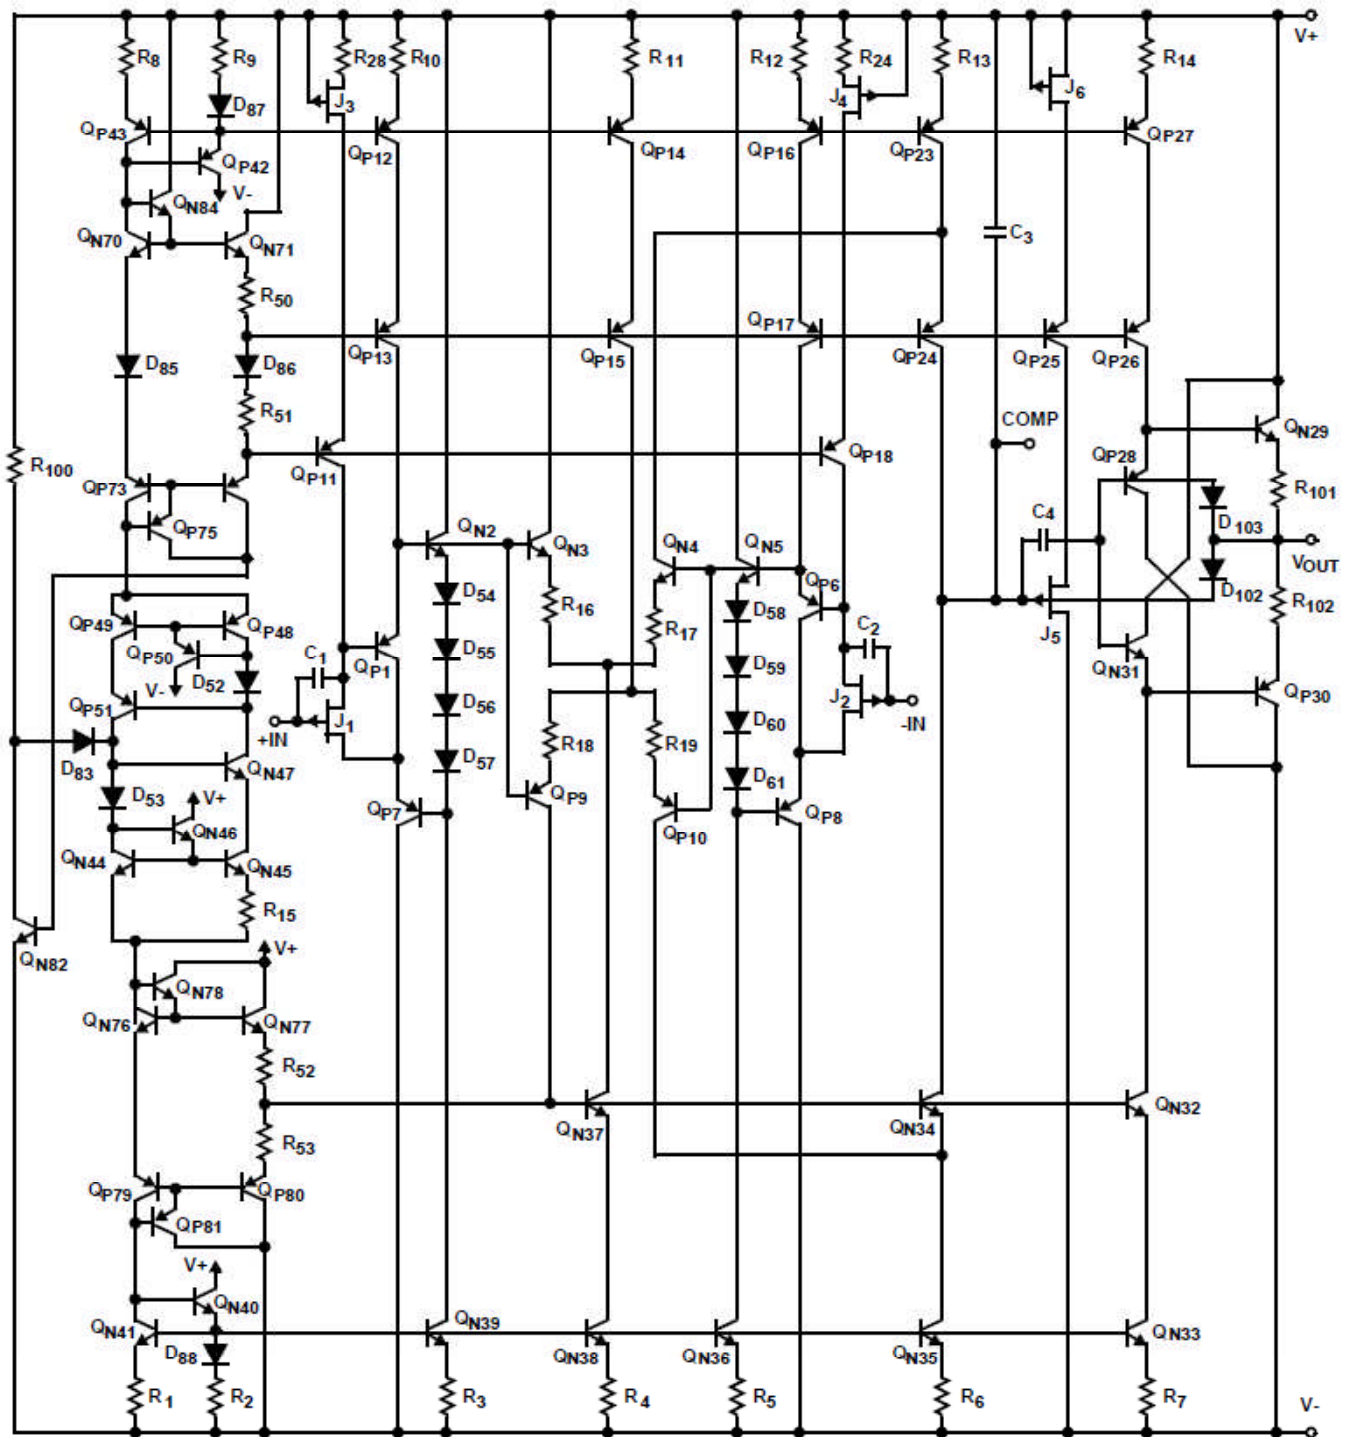 V+
R8 R9 R28 R10 R11 R12 R24 R13 R14
D87 J3 J4 J6
QP43 QP42 QP12 QP14 QP16 QP23 QP27
V-
QN84
QN70 QN71 C3
R50
QP13 QP15 QP17 QP24 QP25 QP26
D85 D86
R51 COMP QN29
R100 QP11 QP18 QP28
QP73 R101
QP75 QN2 QN3 QN4 QN5 C4 D103
VOUT
D54 R16 QP6 D58 D102 R102
QP49 QP48 R17 C2 J5
QP50 C1 QP1 D55 D59 QN31
V- D52
QP51 +IN J1 D56 D60 J2 -IN QP30
D83 QN47 D57 R18 R19 D61
D53 V+ QP7 QP9 QP10 QP8
QN46
QN44 QN45
R15
QN82 V+
QN78
QN76 QN77
R52
QN37 QN34 QN32
R53
QP79 QP80
QP81
V+
QN40
QN41 QN39 QN38 QN36 QN35 QN33
D88
R1 R2 R3 R4 R5 R6 R7
V-